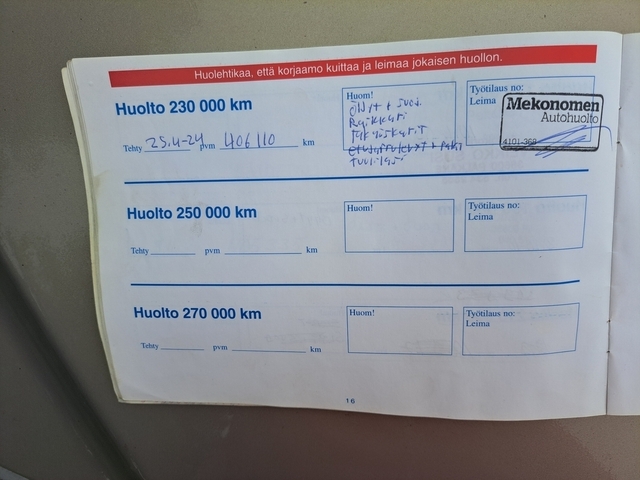 Huolehtikaa, että korjaamo kuittaa ja leimaa jokaisen huollon.
Huolto 230 000 km
Tehty 25.4-24 pvm 406110 km
Huom!
Työtilaus no:
Leima
Mekonomen
Autohuolto
4101-369
Huolto 250 000 km
Tehty pvm km
Huom!
Työtilaus no:
Leima
Huolto 270 000 km
Tehty pvm km
Huom!
Työtilaus no:
Leima
16